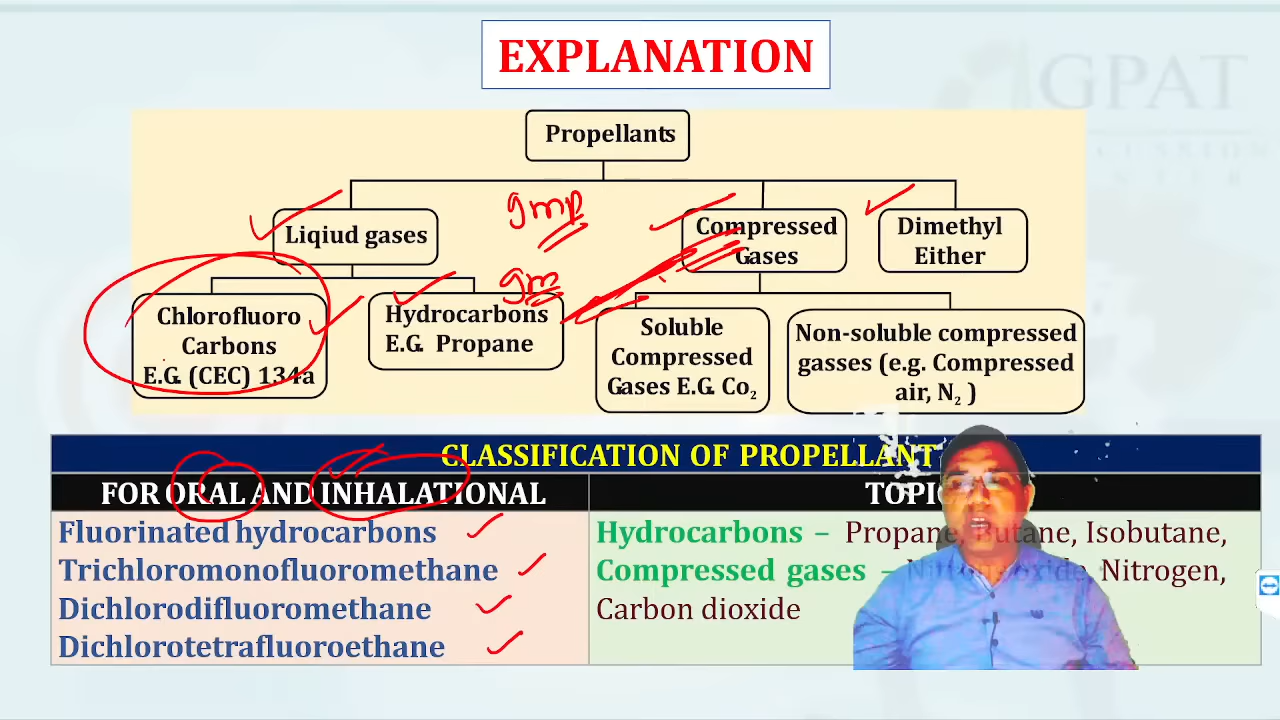 EXPLANATION
GPAT
Propellants
gmp
Liqiud gases
Compressed
Gases
Dimethyl
Either
gm
Chlorofluoro
Carbons
E.G. (CEC) 134a
Hydrocarbons
E.G. Propane
Soluble
Compressed
Gases E.G. Co₂
Non-soluble compressed
gasses (e.g. Compressed
air, N₂ )
CLASSIFICATION OF PROPELLANT
FOR ORAL AND INHALATIONAL
Fluorinated hydrocarbons
Trichloromonofluoromethane
Dichlorodifluoromethane
Dichlorotetrafluoroethane
Hydrocarbons – Propane, Butane, Isobutane,
Compressed gases – Nitrogen,
Carbon dioxide